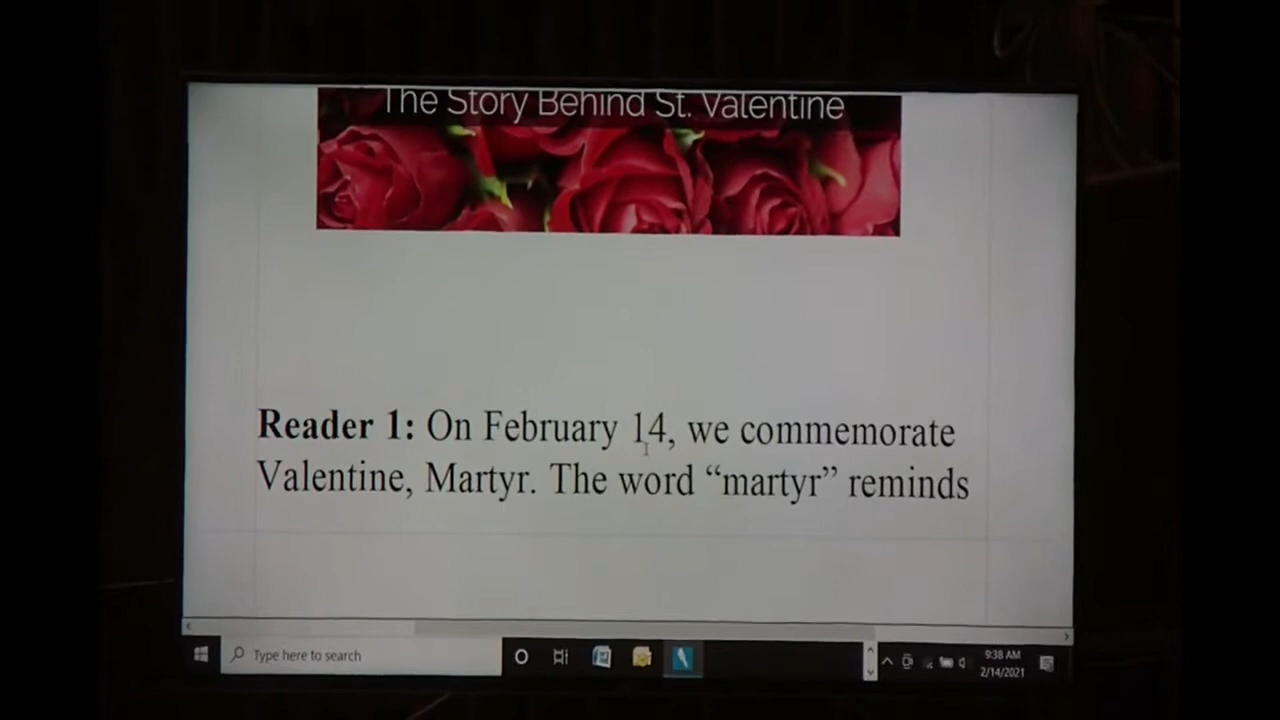 The Story Behind St. Valentine
Reader 1: On February 14, we commemorate
Valentine, Martyr. The word “martyr” reminds
Type here to search
9:38 AM
2/14/2021